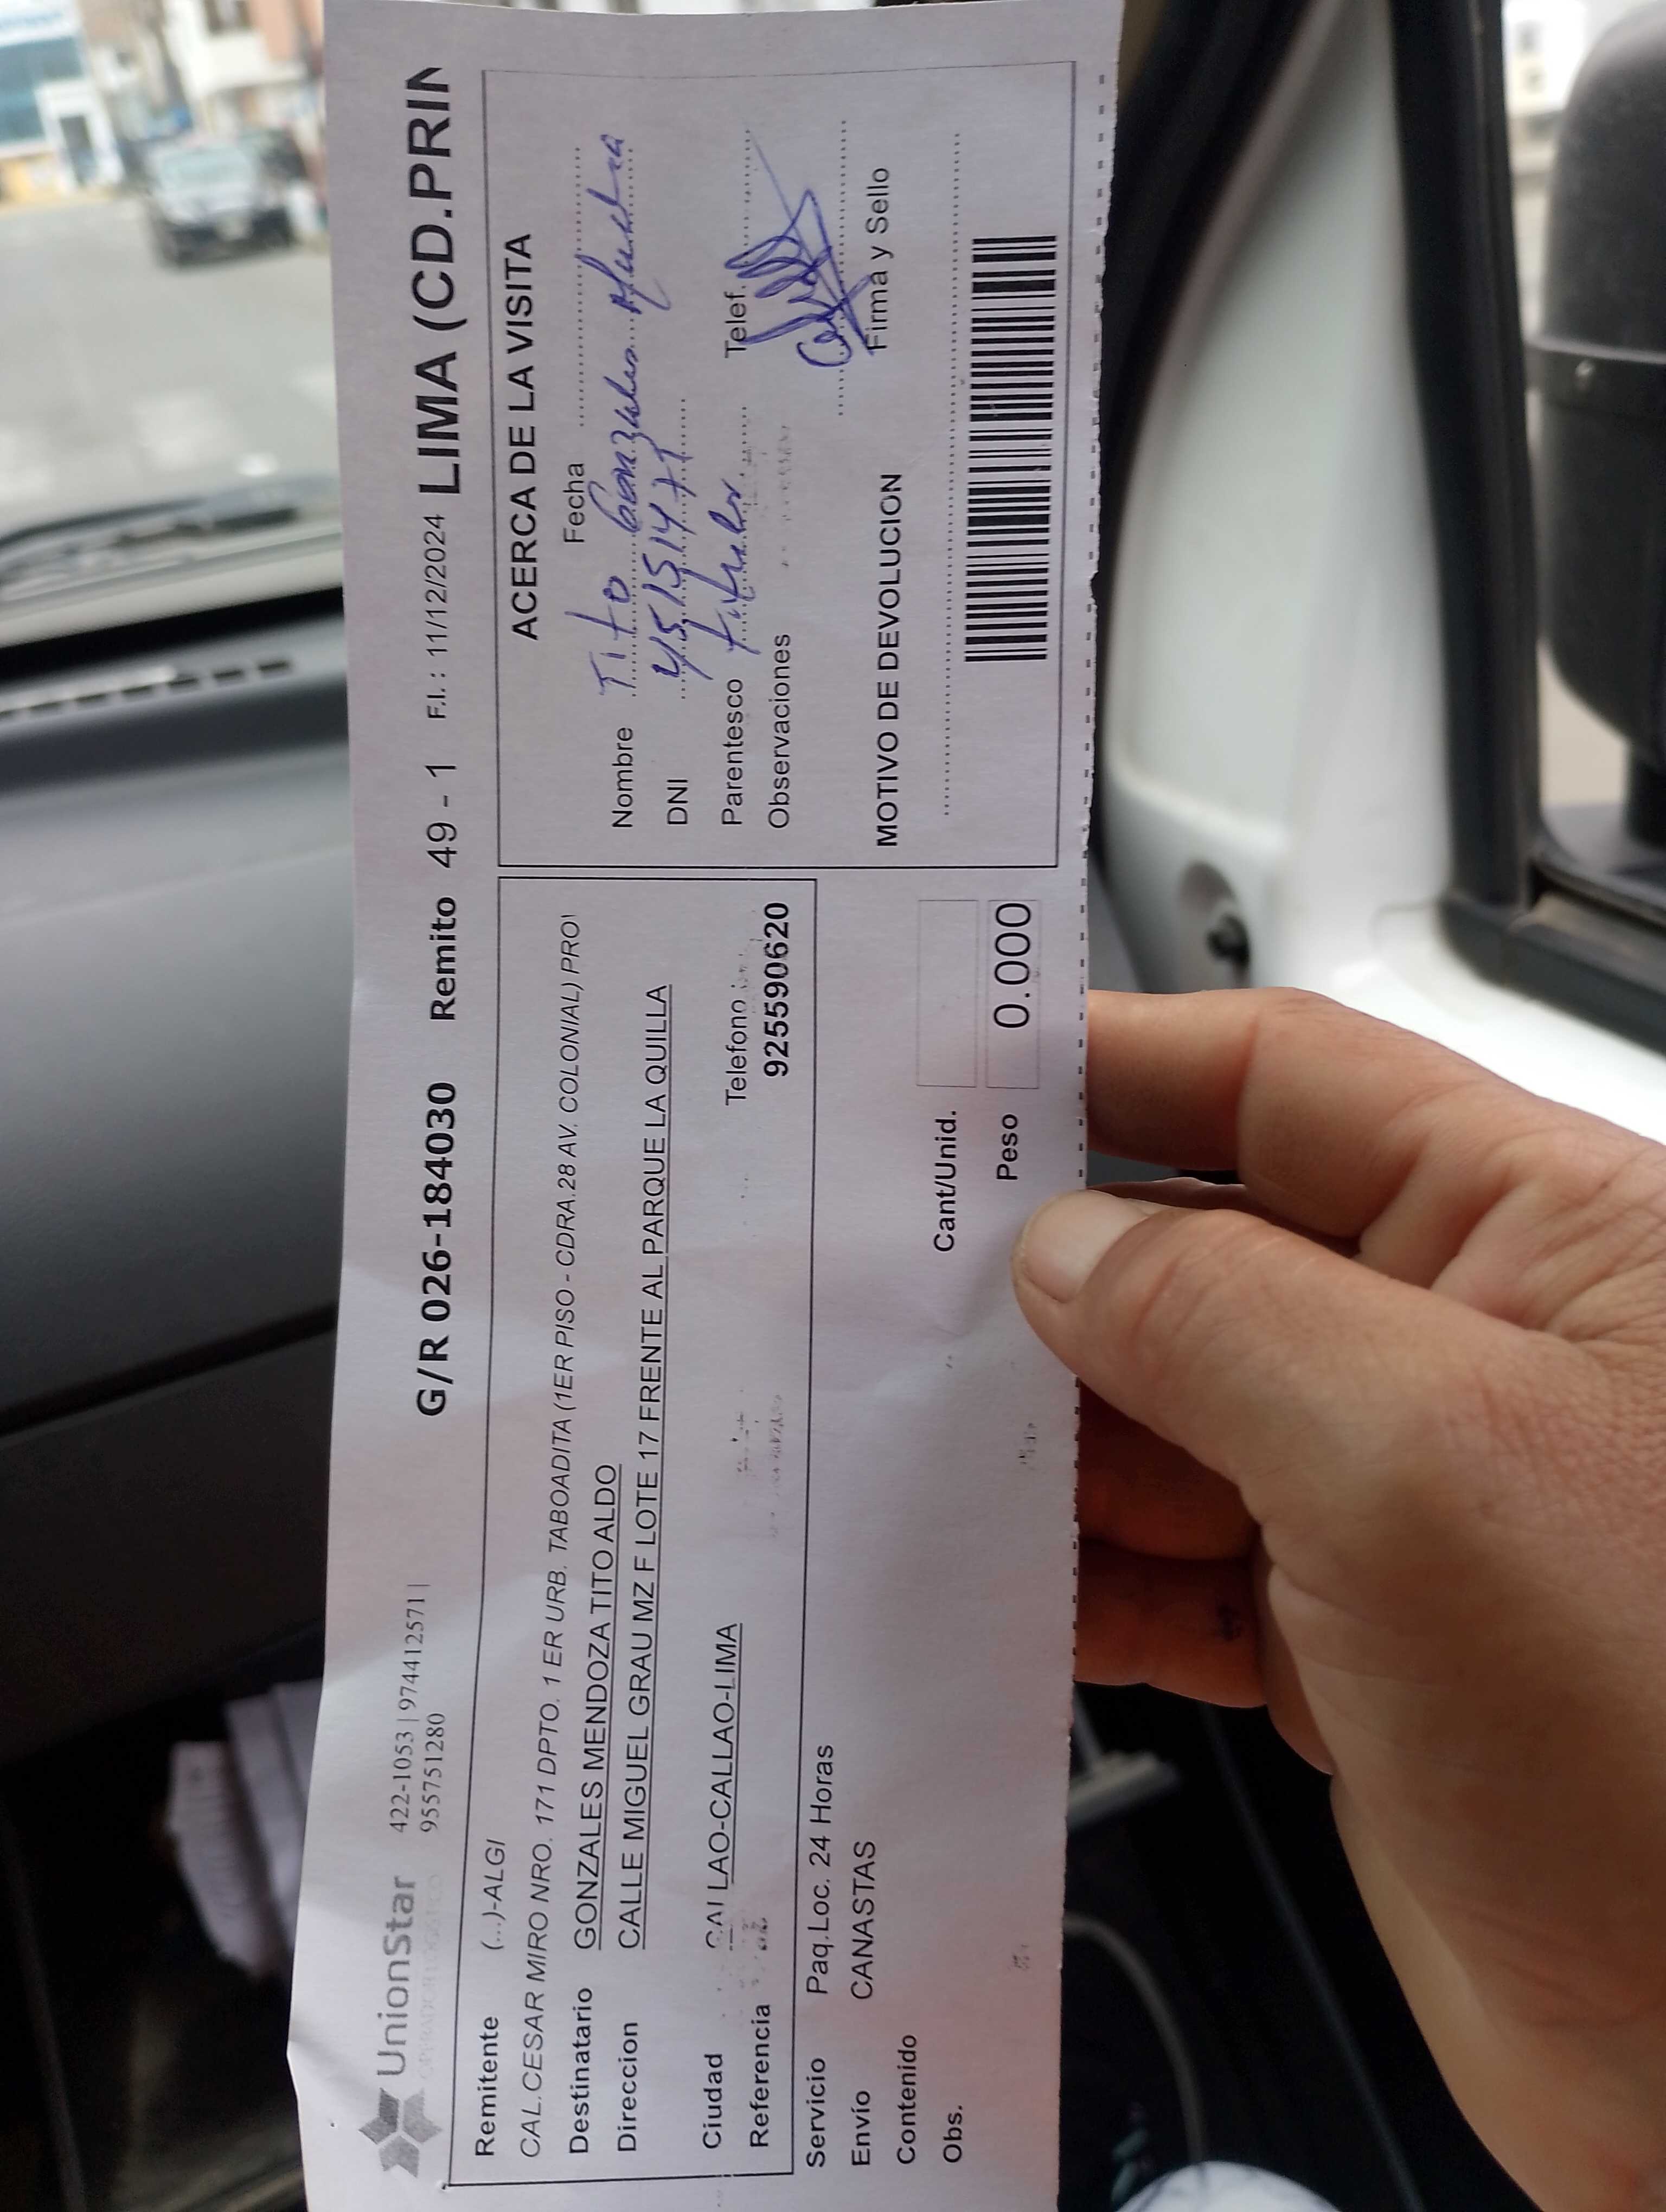 UnionStar
422-1053 | 974412571 |
955751280
G/R 026-184030 Remito 49 - 1 F.I. : 11/12/2024 LIMA (CD.PRIN
Remitente (...)-ALGI
CAL.CESAR MIRO NRO. 1711 DPTO. 1 ER URB. TABOADITA (1ER PISO - CDRA.28 AV. COLONIAL) PRO
Destinatario GONZALES MENDOZA TITO ALDO
Direccion CALLE MIGUEL GRAU MZ F LOTE 17 FRENTE AL PARQUE LA QUILLA
Ciudad CALLAO-CALLAO-LIMA
Telefono
Referencia
925590620
Servicio Paq.Loc. 24 Horas
Envío CANASTAS
Contenido
Obs.
Cant/Unid.
Peso 0.000
ACERCA DE LA VISITA
Fecha
Nombre Tito Gonzales
DNI 45151471
Parentesco titular Telef.
Observaciones
Firma y Sello
MOTIVO DE DEVOLUCION